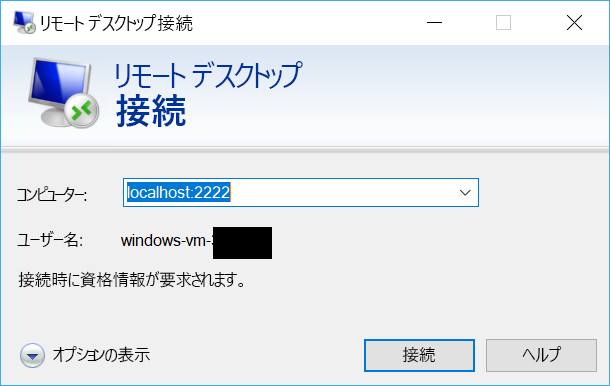 リモート デスクトップ接続
リモート デスクトップ
接続
コンピューター:
localhost:2222
ユーザー名:
windows-vm-
接続時に資格情報が要求されます。
オプションの表示
接続
ヘルプ